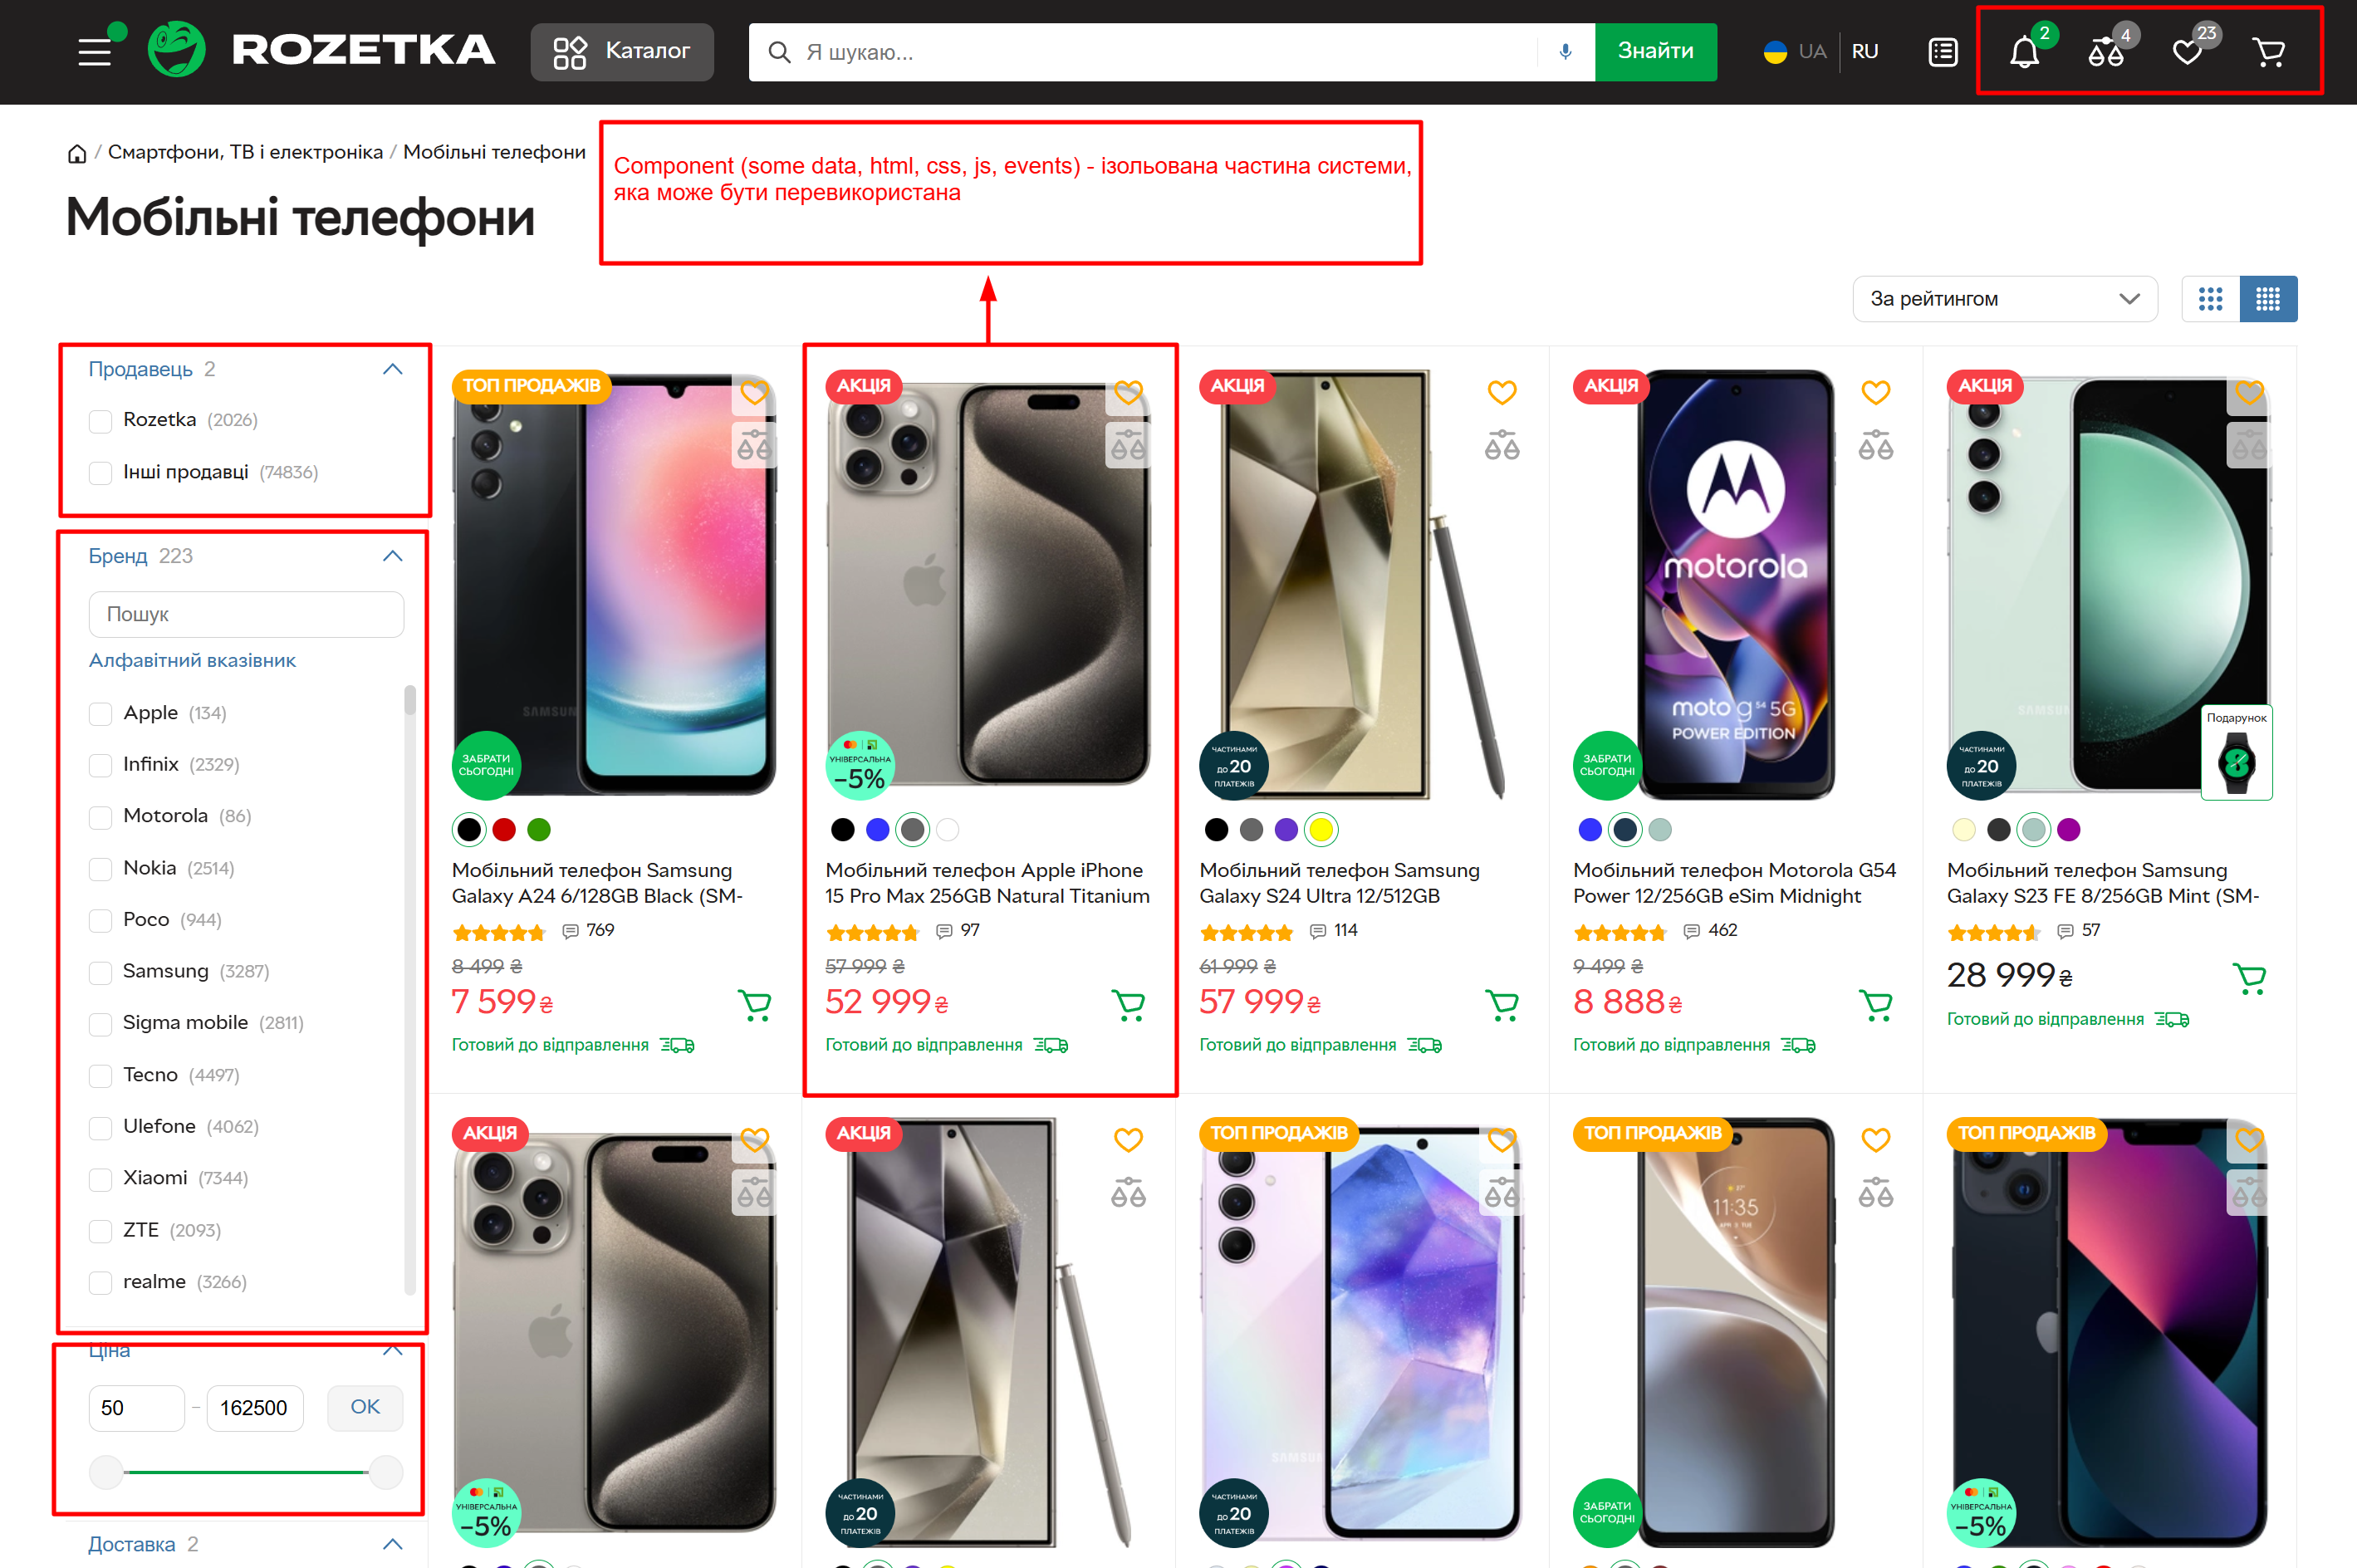 ROZETKA
Каталог
Я шукаю...
Знайти
UA
RU
2
4
23
/ Смартфони, ТВ і електроніка / Мобільні телефони
Component (some data, html, css, js, events) - ізольована частина системи,
яка може бути перевикористана
Мобільні телефони
За рейтингом
Продавець 2
Rozetka (2026)
Інші продавці (74836)
Бренд 223
Пошук
Алфавітний вказівник
Apple (134)
Infinix (2329)
Motorola (86)
Nokia (2514)
Poco (944)
Samsung (3287)
Sigma mobile (2811)
Tecno (4497)
Ulefone (4062)
Xiaomi (7344)
ZTE (2093)
realme (3266)
Ціна
50 – 162500 OK
Доставка 2
ТОП ПРОДАЖІВ
SAMSUN
ЗАБРАТИ
СЬОГОДНІ
Мобільний телефон Samsung
Galaxy A24 6/128GB Black (SM-
769
8 499 ₴
7 599 ₴
Готовий до відправлення
АКЦІЯ
УНІВЕРСАЛЬНА
–5%
Мобільний телефон Apple iPhone
15 Pro Max 256GB Natural Titanium
97
57 999 ₴
52 999 ₴
Готовий до відправлення
АКЦІЯ
ЧАСТИНАМИ
ДО 20
ПЛАТЕЖІВ
Мобільний телефон Samsung
Galaxy S24 Ultra 12/512GB
114
61 999 ₴
57 999 ₴
Готовий до відправлення
АКЦІЯ
motorola
moto g54 5G
POWER EDITION
ЗАБРАТИ
СЬОГОДНІ
Мобільний телефон Motorola G54
Power 12/256GB eSim Midnight
462
9 499 ₴
8 888 ₴
Готовий до відправлення
АКЦІЯ
SAMSUN
Подарунок
ЧАСТИНАМИ
ДО 20
ПЛАТЕЖІВ
Мобільний телефон Samsung
Galaxy S23 FE 8/256GB Mint (SM-
57
28 999 ₴
Готовий до відправлення
АКЦІЯ
УНІВЕРСАЛЬНА
–5%
АКЦІЯ
ЧАСТИНАМИ
ДО 20
ПЛАТЕЖІВ
ТОП ПРОДАЖІВ
SAMSUNG
ЧАСТИНАМИ
ДО 20
ПЛАТЕЖІВ
ТОП ПРОДАЖІВ
11:35
ЗАБРАТИ
СЬОГОДНІ
ТОП ПРОДАЖІВ
УНІВЕРСАЛЬНА
–5%